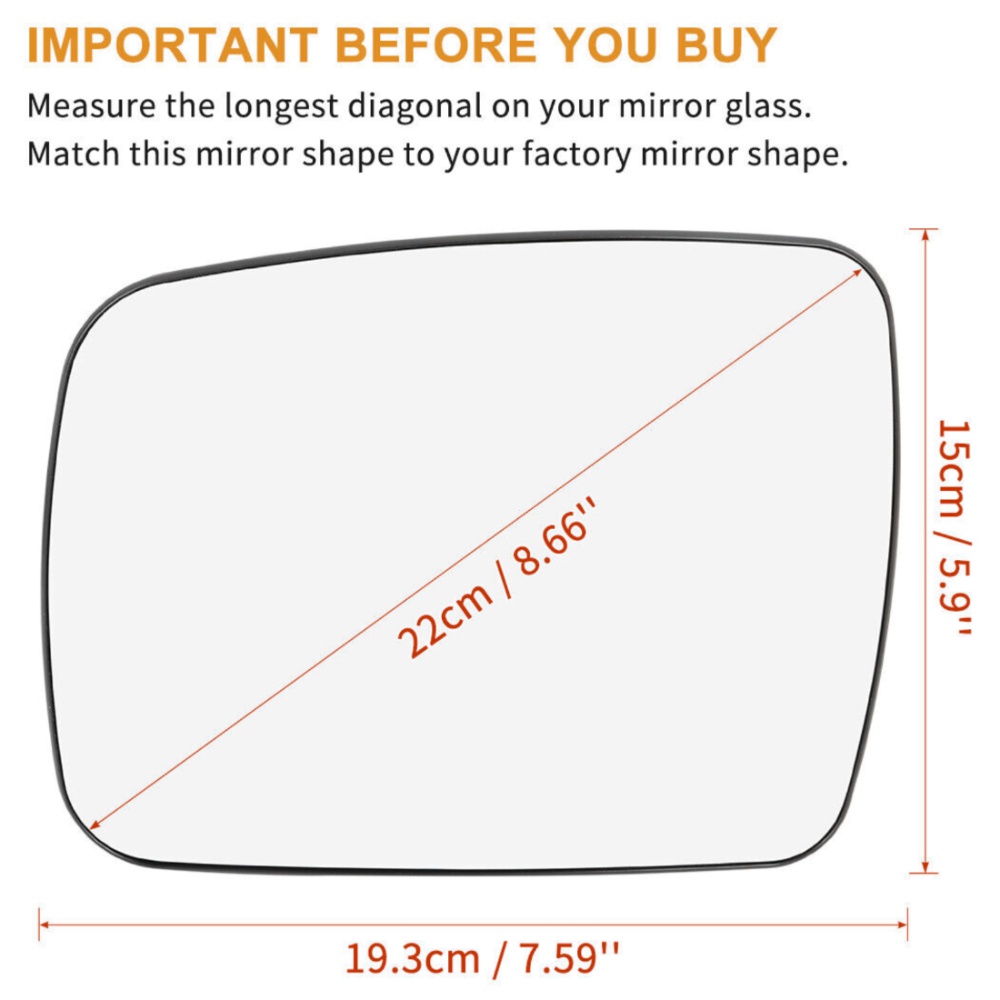 IMPORTANT BEFORE YOU BUY
Measure the longest diagonal on your mirror glass.
Match this mirror shape to your factory mirror shape.
22cm / 8.66''
15cm / 5.9''
19.3cm / 7.59''